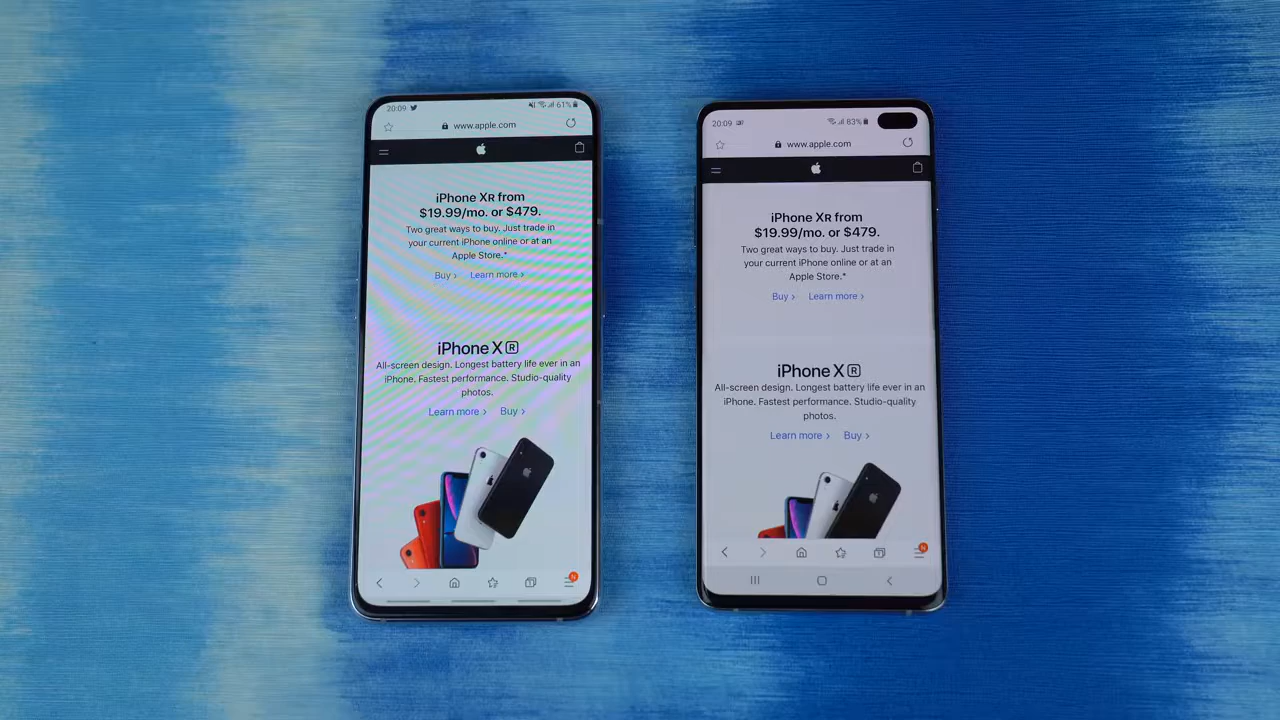 20:09
61%
www.apple.com
iPhone XR from
$19.99/mo. or $479.
Two great ways to buy. Just trade in
your current iPhone online or at an
Apple Store.*
Buy › Learn more ›
iPhone XR
All-screen design. Longest battery life ever in an
iPhone. Fastest performance. Studio-quality
photos.
Learn more › Buy ›
N
20:09
83%
www.apple.com
iPhone XR from
$19.99/mo. or $479.
Two great ways to buy. Just trade in
your current iPhone online or at an
Apple Store.*
Buy › Learn more ›
iPhone XR
All-screen design. Longest battery life ever in an
iPhone. Fastest performance. Studio-quality
photos.
Learn more › Buy ›
N